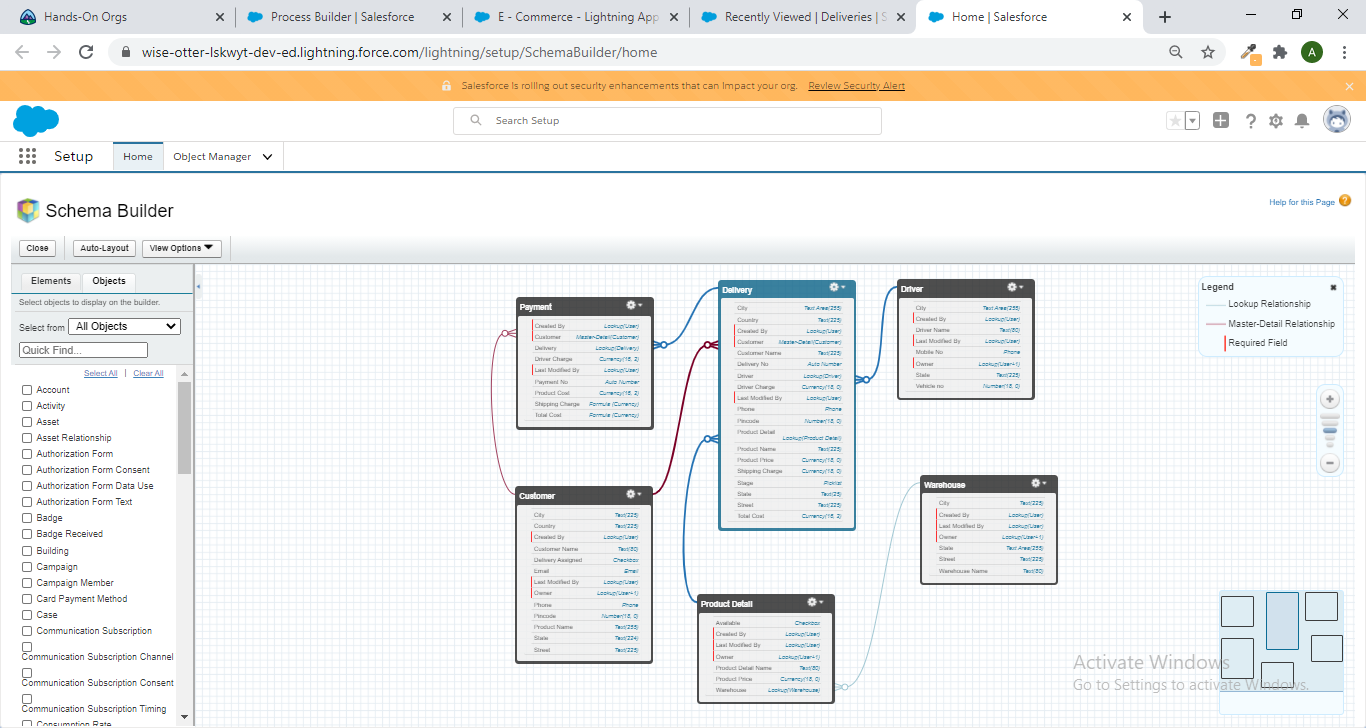 Hands-On Orgs
Process Builder | Salesforce
E - Commerce - Lightning App
Recently Viewed | Deliveries | S
Home | Salesforce
wise-otter-lskwyt-dev-ed.lightning.force.com/lightning/setup/SchemaBuilder/home
A
Salesforce is rolling out security enhancements that can impact your org. Review Security Alert
Search Setup
Setup
Home
Object Manager
Schema Builder
Help for this Page
Close
Auto-Layout
View Options
Elements
Objects
Select objects to display on the builder.
Select from All Objects
Quick Find...
Select All | Clear All
Account
Activity
Asset
Asset Relationship
Authorization Form
Authorization Form Consent
Authorization Form Data Use
Authorization Form Text
Badge
Badge Received
Building
Campaign
Campaign Member
Card Payment Method
Case
Communication Subscription
Communication Subscription Channel
Communication Subscription Consent
Communication Subscription Timing
Consumption Rate
Payment
Created By Lookup(User)
Customer Master-Detail(Customer)
Delivery Lookup(Delivery)
Driver Charge Currency(16, 2)
Last Modified By Lookup(User)
Payment No Auto Number
Product Cost Currency(16, 2)
Shipping Charge Formula (Currency)
Total Cost Formula (Currency)
Customer
City Text(225)
Country Text(225)
Created By Lookup(User)
Customer Name Text(80)
Delivery Assigned Checkbox
Email Email
Last Modified By Lookup(User)
Owner Lookup(User+1)
Phone Phone
Pincode Number(18, 0)
Product Name Text(255)
State Text(224)
Street Text(225)
Delivery
City Text Area(255)
Country Text(225)
Created By Lookup(User)
Customer Master-Detail(Customer)
Customer Name Text(225)
Delivery No Auto Number
Driver Lookup(Driver)
Driver Charge Currency(18, 0)
Last Modified By Lookup(User)
Phone Phone
Pincode Number(18, 0)
Product Detail
Lookup(Product Detail)
Product Name Text(225)
Product Price Currency(18, 0)
Shipping Charge Currency(18, 0)
Stage Picklist
State Text(25)
Street Text(225)
Total Cost Currency(16, 2)
Product Detail
Available Checkbox
Created By Lookup(User)
Last Modified By Lookup(User)
Owner Lookup(User+1)
Product Detail Name Text(80)
Product Price Currency(18, 0)
Warehouse Lookup(Warehouse)
Driver
City Text Area(255)
Created By Lookup(User)
Driver Name Text(80)
Last Modified By Lookup(User)
Mobile No Phone
Owner Lookup(User+1)
State Text(225)
Vehicle no Number(18, 0)
Warehouse
City Text(225)
Created By Lookup(User)
Last Modified By Lookup(User)
Owner Lookup(User+1)
State Text Area(255)
Street Text(225)
Warehouse Name Text(80)
Legend
Lookup Relationship
Master-Detail Relationship
Required Field
Activate Windows
Go to Settings to activate Windows.